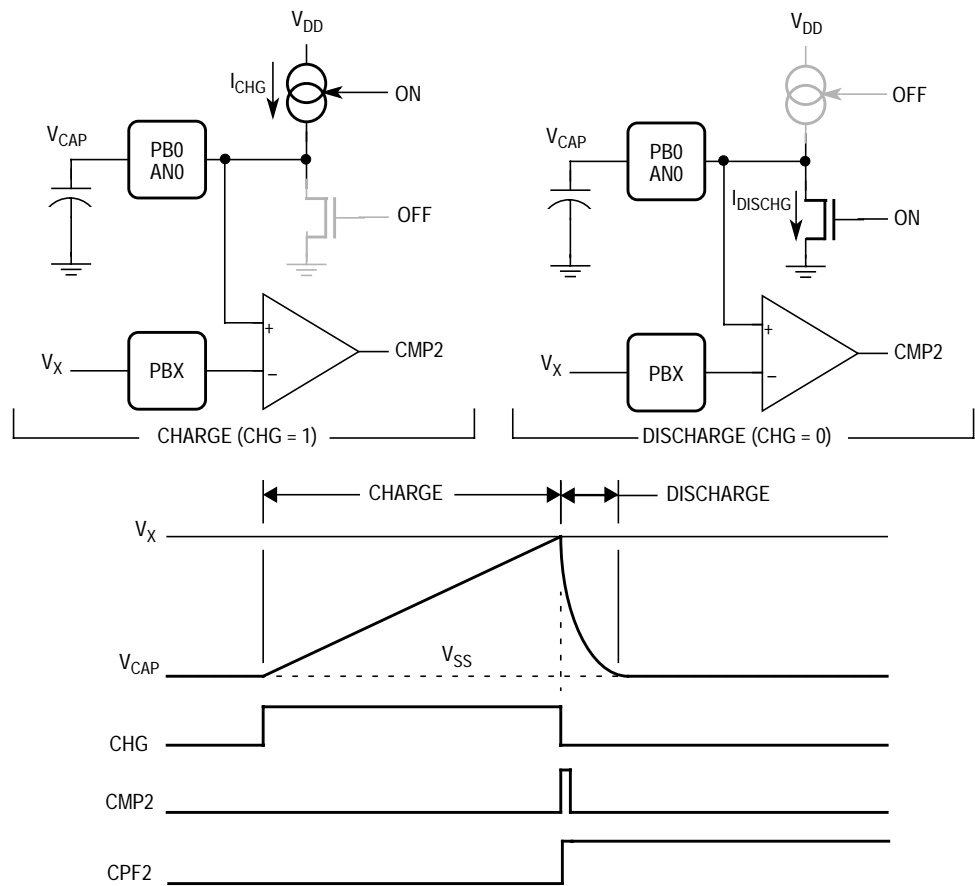 VDD
ICHG
ON
VCAP
PB0
AN0
OFF
+
–
CMP2
VX
PBX
CHARGE (CHG = 1)
VDD
OFF
VCAP
PB0
AN0
IDISCHG
ON
+
–
CMP2
VX
PBX
DISCHARGE (CHG = 0)
CHARGE
DISCHARGE
VX
VSS
VCAP
CHG
CMP2
CPF2